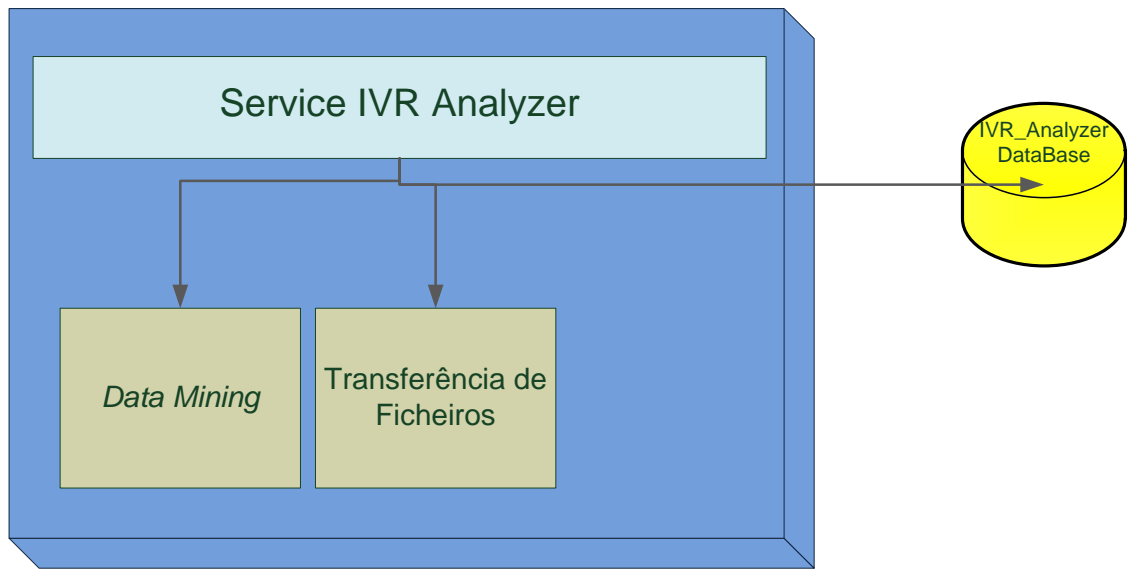 Service IVR Analyzer
IVR_Analyzer
DataBase
Data Mining
Transferência de
Ficheiros